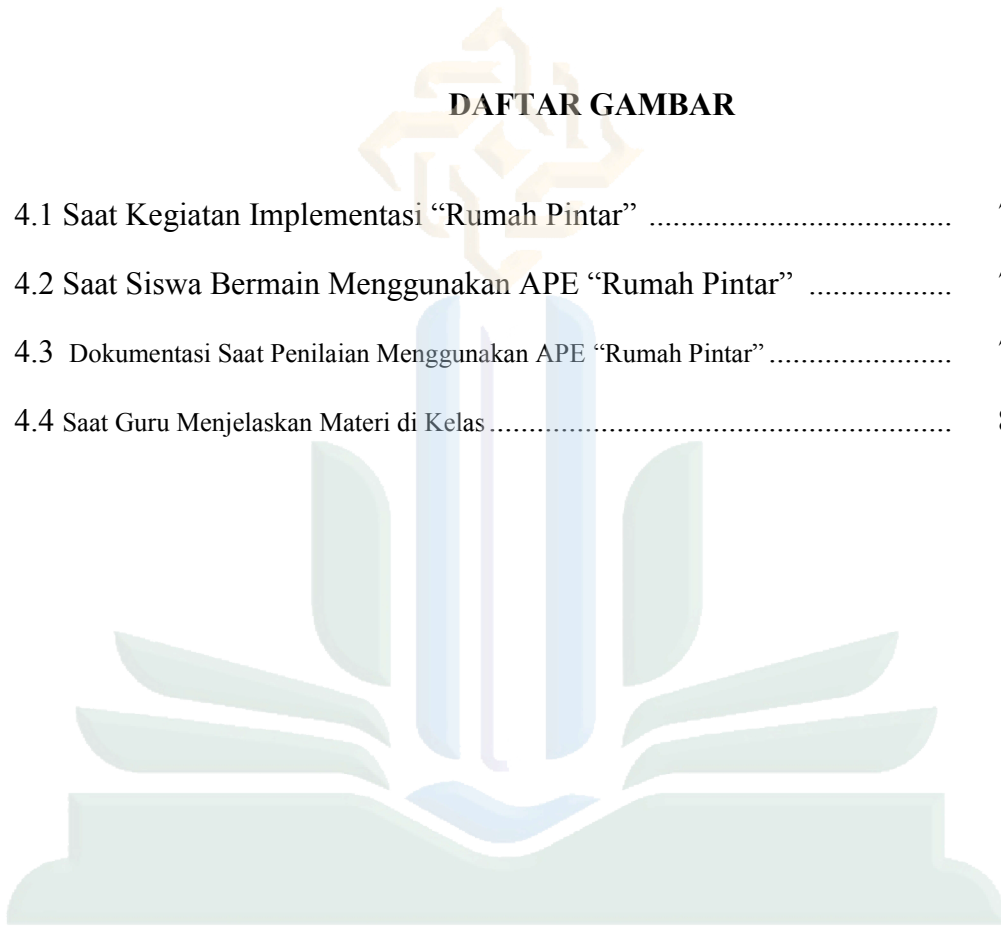 DAFTAR GAMBAR
4.1 Saat Kegiatan Implementasi “Rumah Pintar” ......................................
4.2 Saat Siswa Bermain Menggunakan APE “Rumah Pintar” ..................
4.3 Dokumentasi Saat Penilaian Menggunakan APE “Rumah Pintar” .......................
4.4 Saat Guru Menjelaskan Materi di Kelas ...........................................................